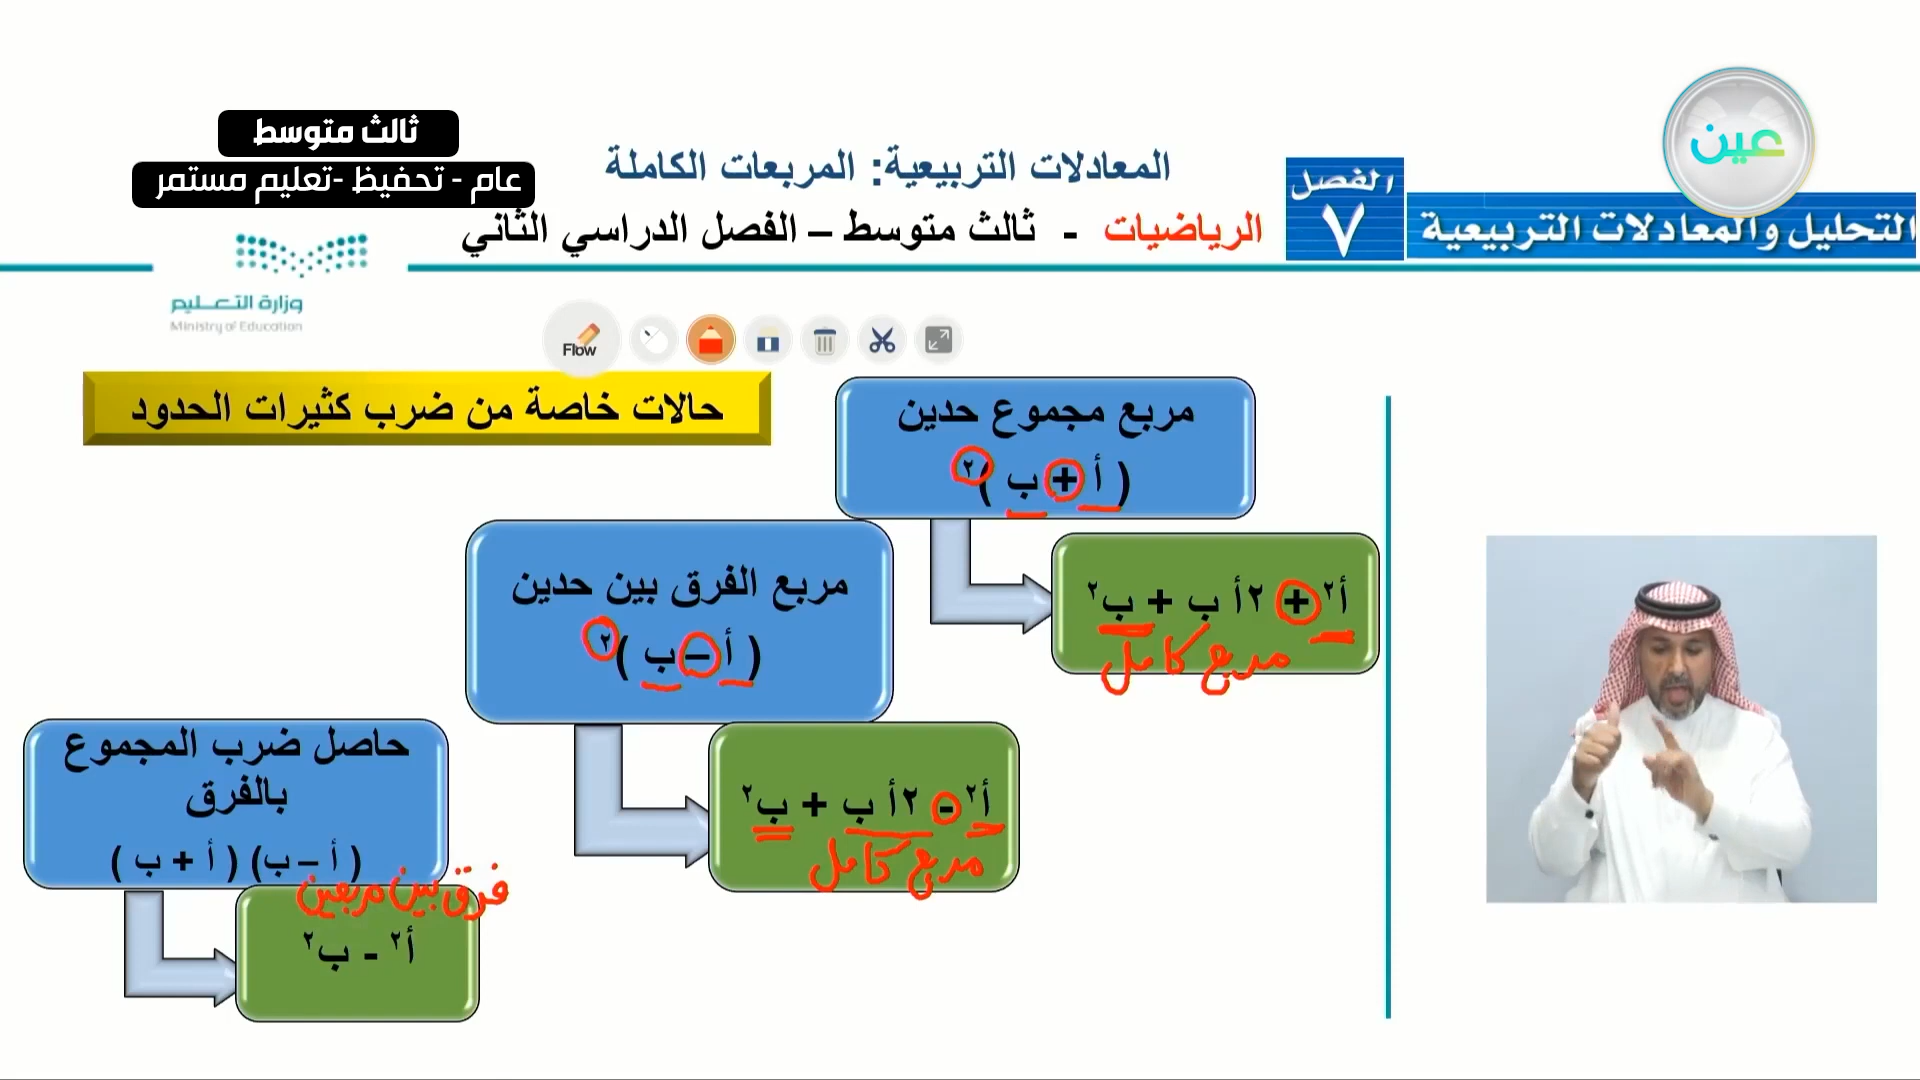 عين
ثالث متوسط
عام - تحفيظ -تعليم مستمر
المعادلات التربيعية: المربعات الكاملة
الرياضيات - ثالث متوسط – الفصل الدراسي الثاني
الفصل
٧
التحليل والمعادلات التربيعية
وزارة التعـــليم
Ministry of Education
Flow
حالات خاصة من ضرب كثيرات الحدود
مربع مجموع حدين
( أ + ب )٢
أ٢ + ٢أ ب + ب٢
مربع كامل
مربع الفرق بين حدين
( أ – ب )٢
أ٢ - ٢أ ب + ب٢
مربع كامل
حاصل ضرب المجموع
بالفرق
( أ – ب) ( أ + ب )
فرق بين مربعين
أ٢ - ب٢